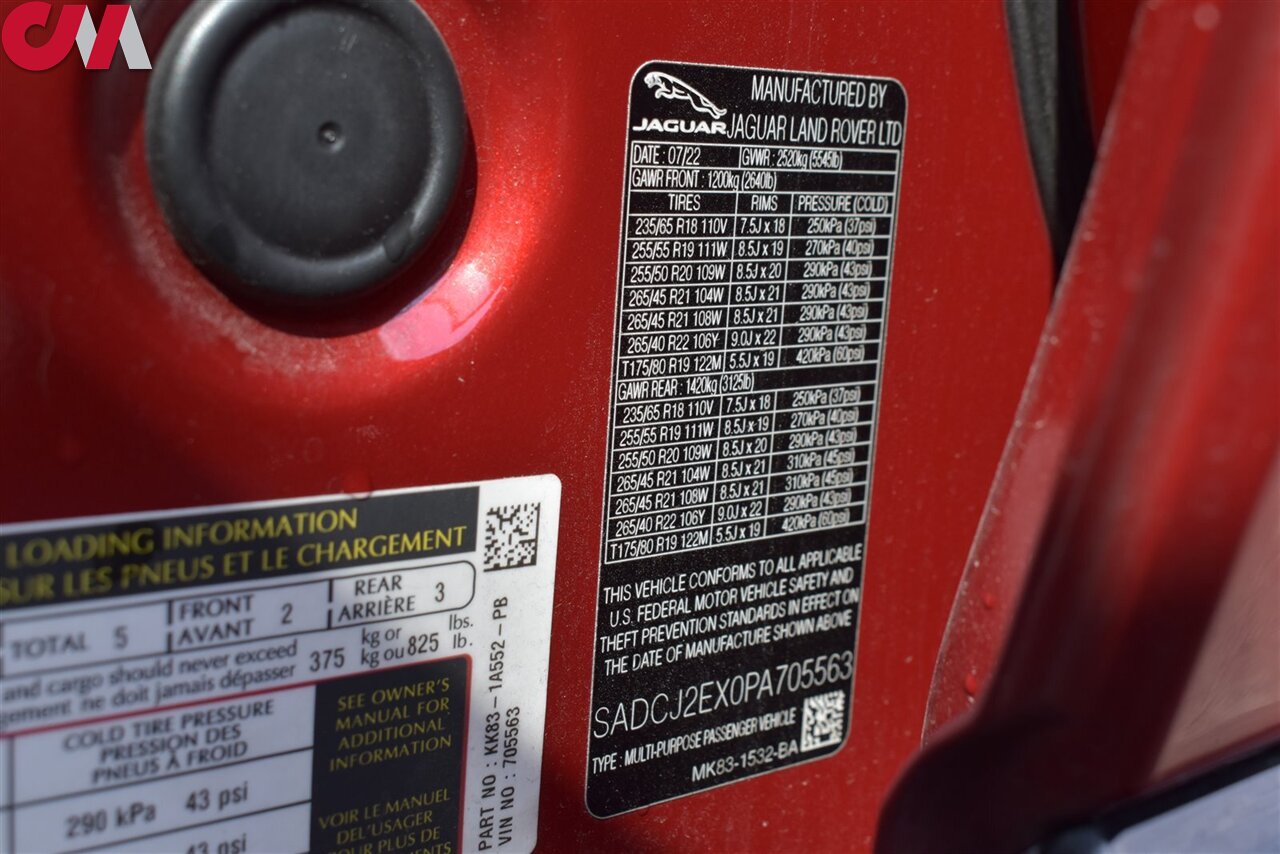 CMA
JAGUAR
MANUFACTURED BY
JAGUAR LAND ROVER LTD
DATE : 07/22 GVWR : 2520kg (5545lb)
GAWR FRONT : 1200kg (2640lb)
TIRES RIMS PRESSURE (COLD)
235/65 R18 110V 7.5J x 18 250kPa (37psi)
255/55 R19 111W 8.5J x 19 270kPa (40psi)
255/50 R20 109W 8.5J x 20 290kPa (43psi)
265/45 R21 104W 8.5J x 21 290kPa (43psi)
265/45 R21 108W 8.5J x 21 290kPa (43psi)
265/40 R22 106Y 9.0J x 22 290kPa (43psi)
T175/80 R19 122M 5.5J x 19 420kPa (60psi)
GAWR REAR : 1420kg (3125lb)
235/65 R18 110V 7.5J x 18 250kPa (37psi)
255/55 R19 111W 8.5J x 19 270kPa (40psi)
255/50 R20 109W 8.5J x 20 290kPa (43psi)
265/45 R21 104W 8.5J x 21 310kPa (45psi)
265/45 R21 108W 8.5J x 21 310kPa (45psi)
265/40 R22 106Y 9.0J x 22 290kPa (43psi)
T175/80 R19 122M 5.5J x 19 420kPa (60psi)
THIS VEHICLE CONFORMS TO ALL APPLICABLE
U.S. FEDERAL MOTOR VEHICLE SAFETY AND
THEFT PREVENTION STANDARDS IN EFFECT ON
THE DATE OF MANUFACTURE SHOWN ABOVE
SADCJ2EX0PA705563
TYPE : MULTI-PURPOSE PASSENGER VEHICLE
MK83-1532-BA
LOADING INFORMATION
SUR LES PNEUS ET LE CHARGEMENT
TOTAL 5 FRONT AVANT 2 REAR ARRIÈRE 3
and cargo should never exceed 375 kg or 825 lbs.
ne doit jamais dépasser kg ou lb.
COLD TIRE PRESSURE
PRESSION DES
PNEUS À FROID
290 kPa 43 psi
43 psi
SEE OWNER'S
MANUAL FOR
ADDITIONAL
INFORMATION
VOIR LE MANUEL
DEL'USAGER
POUR PLUS DE
PART NO : KK83-1A552-PB
VIN NO : 705563